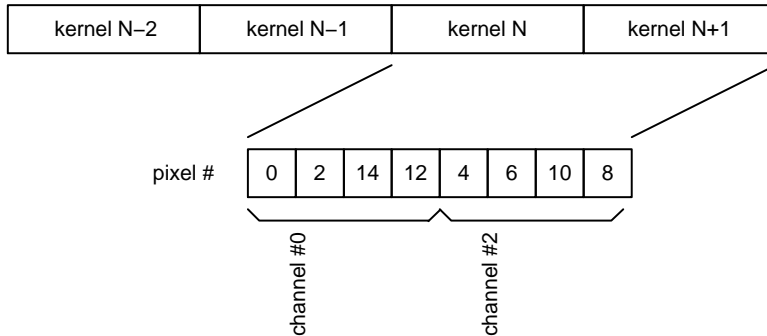 kernel N−2 kernel N−1 kernel N kernel N+1
pixel # 0 2 14 12 4 6 10 8
channel #0 channel #2